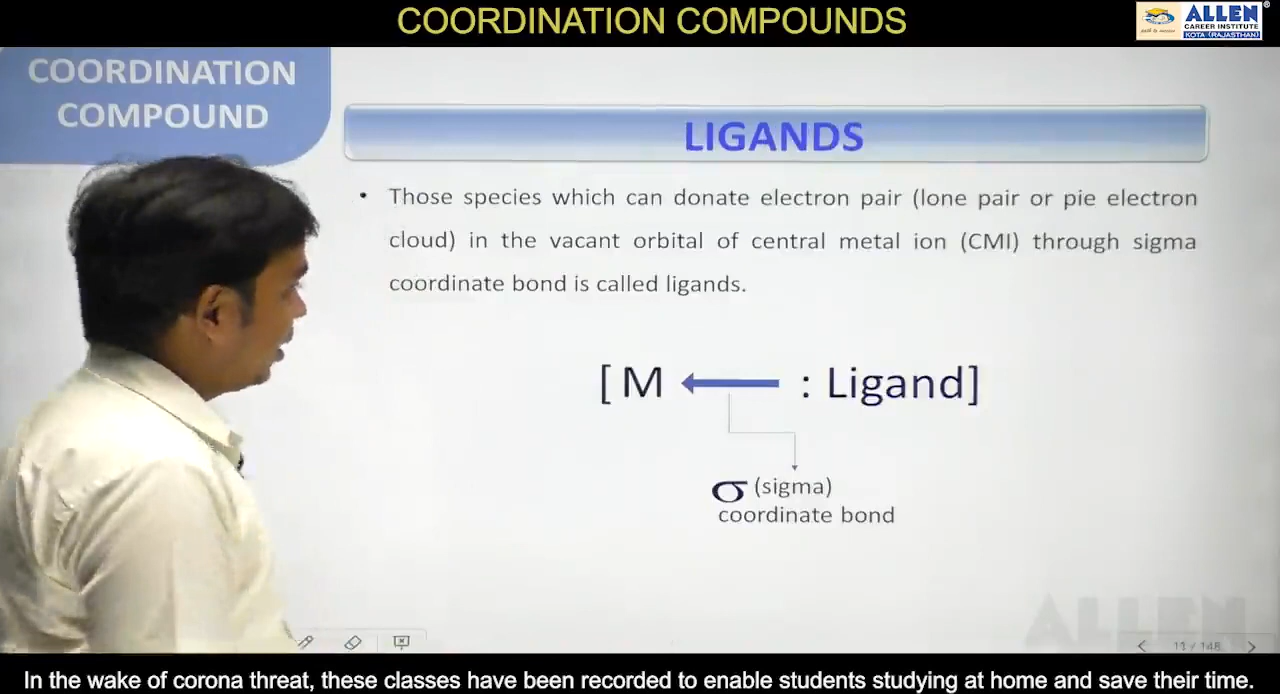 COORDINATION COMPOUNDS
ALLEN
CAREER INSTITUTE
KOTA (RAJASTHAN)
COORDINATION
COMPOUND
LIGANDS
• Those species which can donate electron pair (lone pair or pie electron
cloud) in the vacant orbital of central metal ion (CMI) through sigma
coordinate bond is called ligands.
[ M ← : Ligand]
σ (sigma)
coordinate bond
ALLEN
11 / 148
In the wake of corona threat, these classes have been recorded to enable students studying at home and save their time.